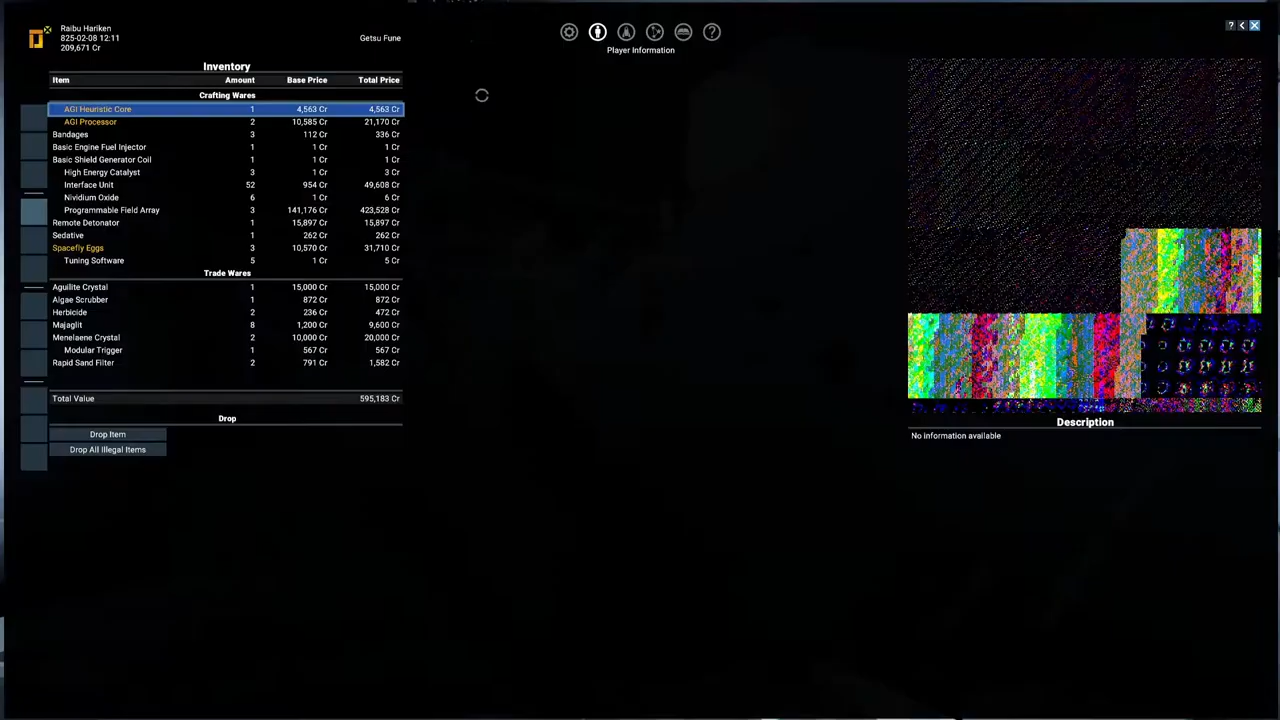 Raibu Hariken
825-02-08 12:11
209,671 Cr
Getsu Fune
Player Information
? <
Inventory
Item Amount Base Price Total Price
Crafting Wares
AGI Heuristic Core 1 4,563 Cr 4,563 Cr
AGI Processor 2 10,585 Cr 21,170 Cr
Bandages 3 112 Cr 336 Cr
Basic Engine Fuel Injector 1 1 Cr 1 Cr
Basic Shield Generator Coil 1 1 Cr 1 Cr
High Energy Catalyst 3 1 Cr 3 Cr
Interface Unit 52 954 Cr 49,608 Cr
Nividium Oxide 6 1 Cr 6 Cr
Programmable Field Array 3 141,176 Cr 423,528 Cr
Remote Detonator 1 15,897 Cr 15,897 Cr
Sedative 1 262 Cr 262 Cr
Spacefly Eggs 3 10,570 Cr 31,710 Cr
Tuning Software 5 1 Cr 5 Cr
Trade Wares
Aguilite Crystal 1 15,000 Cr 15,000 Cr
Algae Scrubber 1 872 Cr 872 Cr
Herbicide 2 236 Cr 472 Cr
Majaglit 8 1,200 Cr 9,600 Cr
Menelaene Crystal 2 10,000 Cr 20,000 Cr
Modular Trigger 1 567 Cr 567 Cr
Rapid Sand Filter 2 791 Cr 1,582 Cr
Total Value 595,183 Cr
Drop
Drop Item
Drop All Illegal Items
Description
No information available